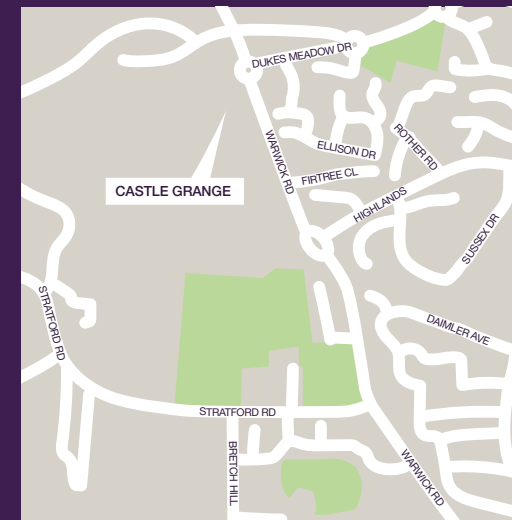 DUKES MEADOW DR
WARWICK RD
ELLISON DR
ROTHER RD
FIRTREE CL
CASTLE GRANGE
HIGHLANDS
SUSSEX DR
STRATFORD RD
DAIMLER AVE
STRATFORD RD
BRETCH HILL
WARWICK RD